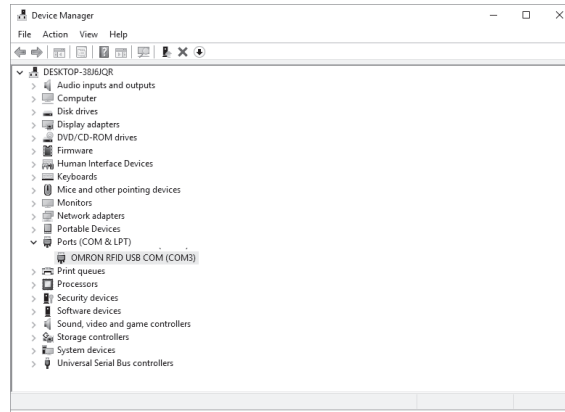 Device Manager
File Action View Help
DESKTOP-38J6JQR
Audio inputs and outputs
Computer
Disk drives
Display adapters
DVD/CD-ROM drives
Firmware
Human Interface Devices
Keyboards
Mice and other pointing devices
Monitors
Network adapters
Portable Devices
Ports (COM & LPT)
OMRON RFID USB COM (COM3)
Print queues
Processors
Security devices
Software devices
Sound, video and game controllers
Storage controllers
System devices
Universal Serial Bus controllers